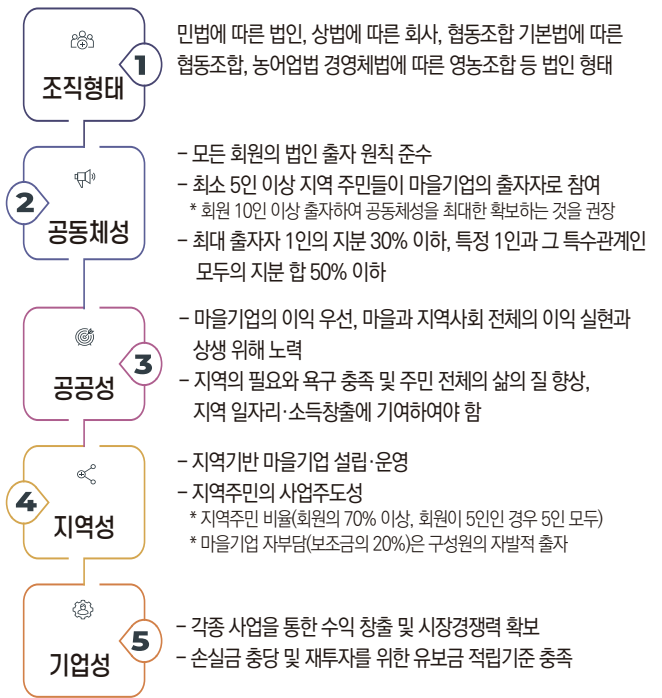 1
조직형태
민법에 따른 법인, 상법에 따른 회사, 협동조합 기본법에 따른
협동조합, 농어업법 경영체법에 따른 영농조합 등 법인 형태
2
공동체성
- 모든 회원의 법인 출자 원칙 준수
- 최소 5인 이상 지역 주민들이 마을기업의 출자자로 참여
* 회원 10인 이상 출자하여 공동체성을 최대한 확보하는 것을 권장
- 최대 출자자 1인의 지분 30% 이하, 특정 1인과 그 특수관계인
모두의 지분 합 50% 이하
3
공공성
- 마을기업의 이익 우선, 마을과 지역사회 전체의 이익 실현과
상생 위해 노력
- 지역의 필요와 욕구 충족 및 주민 전체의 삶의 질 향상,
지역 일자리·소득창출에 기여하여야 함
4
지역성
- 지역기반 마을기업 설립·운영
- 지역주민의 사업주도성
* 지역주민 비율(회원의 70% 이상, 회원이 5인인 경우 5인 모두)
* 마을기업 자부담(보조금의 20%)은 구성원의 자발적 출자
5
기업성
- 각종 사업을 통한 수익 창출 및 시장경쟁력 확보
- 손실금 충당 및 재투자를 위한 유보금 적립기준 충족